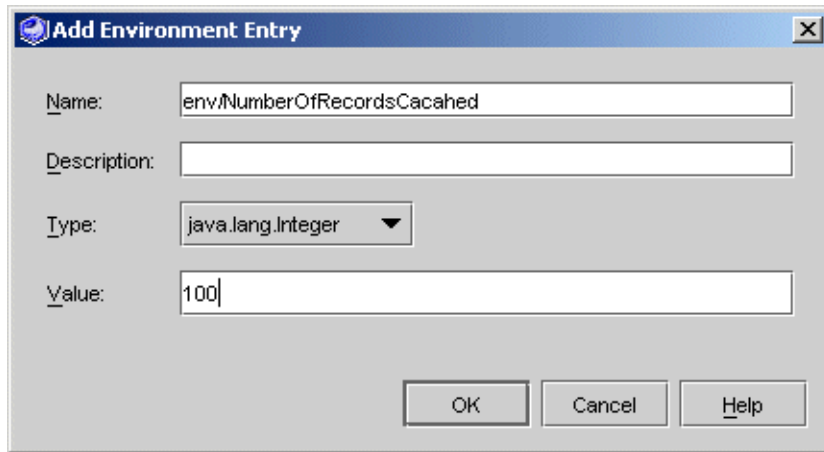 Add Environment Entry
Name: env/NumberOfRecordsCacahed
Description:
Type: java.lang.Integer
Value: 100
OK Cancel Help